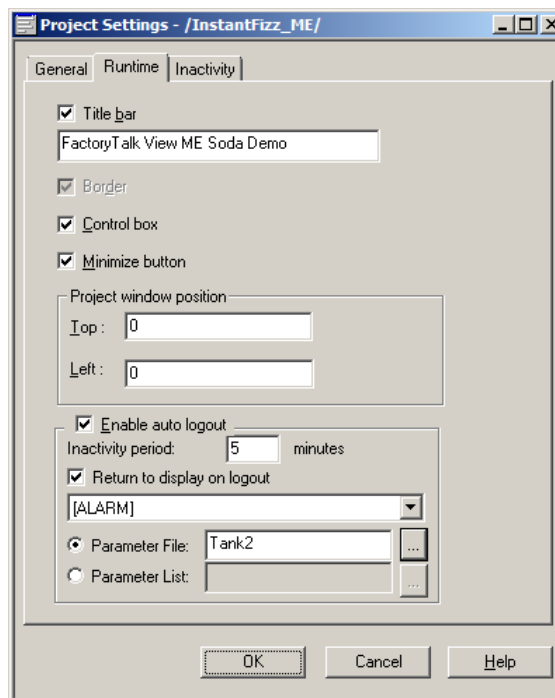 Project Settings - /InstantFizz_ME/
General Runtime Inactivity
Title bar
FactoryTalk View ME Soda Demo
Border
Control box
Minimize button
Project window position
Top : 0
Left : 0
Enable auto logout
Inactivity period: 5 minutes
Return to display on logout
[ALARM]
Parameter File: Tank2 ...
Parameter List: ...
OK Cancel Help